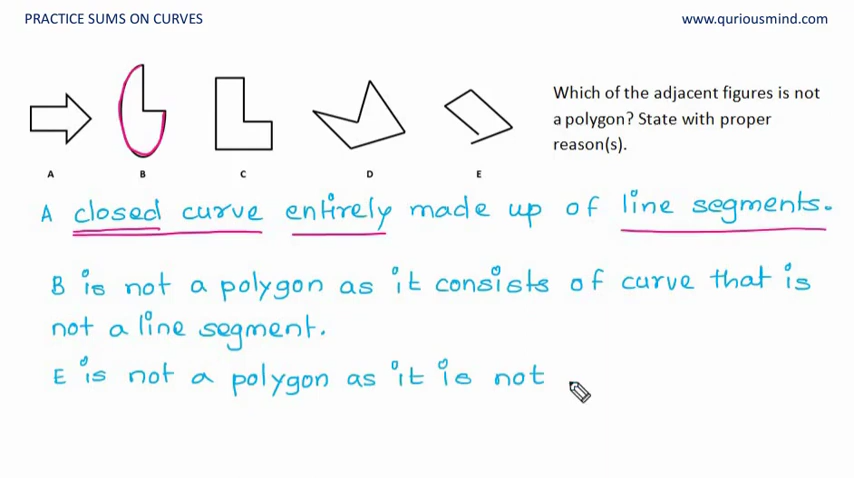 PRACTICE SUMS ON CURVES
www.quriousmind.com
Which of the adjacent figures is not
a polygon? State with proper
reason(s).
A B C D E
A closed curve entirely made up of line segments.
B is not a polygon as it consists of curve that is
not a line segment.
E is not a polygon as it is not